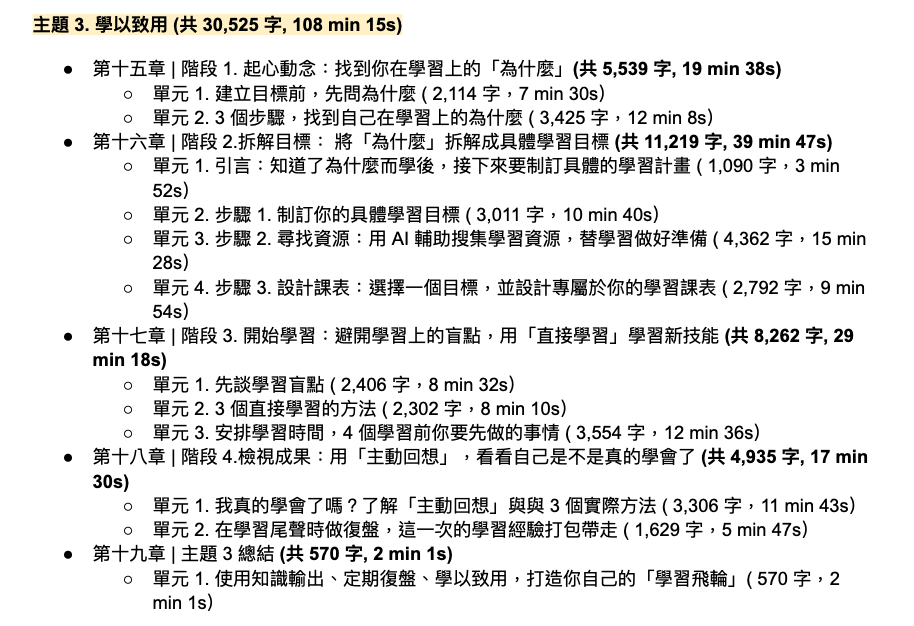 主題 3. 學以致用 (共 30,525 字, 108 min 15s)
● 第十五章 | 階段 1. 起心動念：找到你在學習上的「為什麼」(共 5,539 字, 19 min 38s)
○ 單元 1. 建立目標前，先問為什麼 ( 2,114 字，7 min 30s）
○ 單元 2. 3 個步驟，找到自己在學習上的為什麼 ( 3,425 字，12 min 8s）
● 第十六章 | 階段 2.拆解目標： 將「為什麼」拆解成具體學習目標 (共 11,219 字, 39 min 47s)
○ 單元 1. 引言：知道了為什麼而學後，接下來要制訂具體的學習計畫 ( 1,090 字，3 min
52s）
○ 單元 2. 步驟 1. 制訂你的具體學習目標 ( 3,011 字，10 min 40s）
○ 單元 3. 步驟 2. 尋找資源：用 AI 輔助搜集學習資源，替學習做好準備 ( 4,362 字，15 min
28s）
○ 單元 4. 步驟 3. 設計課表：選擇一個目標，並設計專屬於你的學習課表 ( 2,792 字，9 min
54s）
● 第十七章 | 階段 3. 開始學習：避開學習上的盲點，用「直接學習」學習新技能 (共 8,262 字, 29
min 18s)
○ 單元 1. 先談學習盲點 ( 2,406 字，8 min 32s）
○ 單元 2. 3 個直接學習的方法 ( 2,302 字，8 min 10s）
○ 單元 3. 安排學習時間，4 個學習前你要先做的事情 ( 3,554 字，12 min 36s）
● 第十八章 | 階段 4.檢視成果：用「主動回想」，看看自己是不是真的學會了 (共 4,935 字, 17 min
30s)
○ 單元 1. 我真的學會了嗎？了解「主動回想」與與 3 個實際方法 ( 3,306 字，11 min 43s）
○ 單元 2. 在學習尾聲時做復盤，這一次的學習經驗打包帶走 ( 1,629 字，5 min 47s）
● 第十九章 | 主題 3 總結 (共 570 字, 2 min 1s)
○ 單元 1. 使用知識輸出、定期復盤、學以致用，打造你自己的「學習飛輪」( 570 字，2
min 1s）